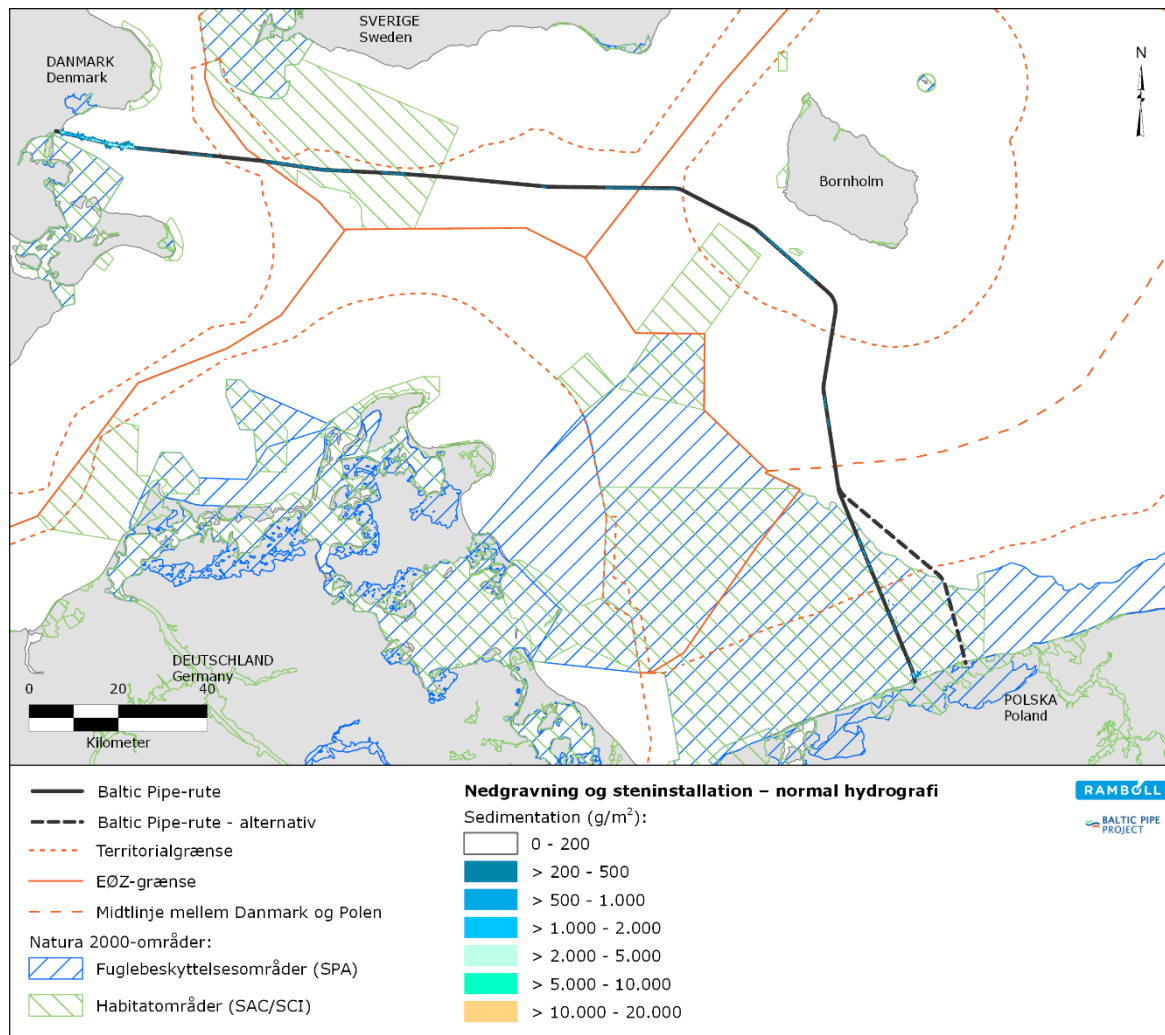 SVERIGE
Sweden
DANMARK
Denmark
N
Bornholm
DEUTSCHLAND
Germany
POLSKA
Poland
0 20 40
Kilometer
Baltic Pipe-rute
Baltic Pipe-rute - alternativ
Territorialgrænse
EØZ-grænse
Midtlinje mellem Danmark og Polen
Natura 2000-områder:
Fuglebeskyttelsesområder (SPA)
Habitatområder (SAC/SCI)
Nedgravning og steninstallation – normal hydrografi
Sedimentation (g/m²):
0 - 200
> 200 - 500
> 500 - 1.000
> 1.000 - 2.000
> 2.000 - 5.000
> 5.000 - 10.000
> 10.000 - 20.000
RAMBOLL
BALTIC PIPE
PROJECT